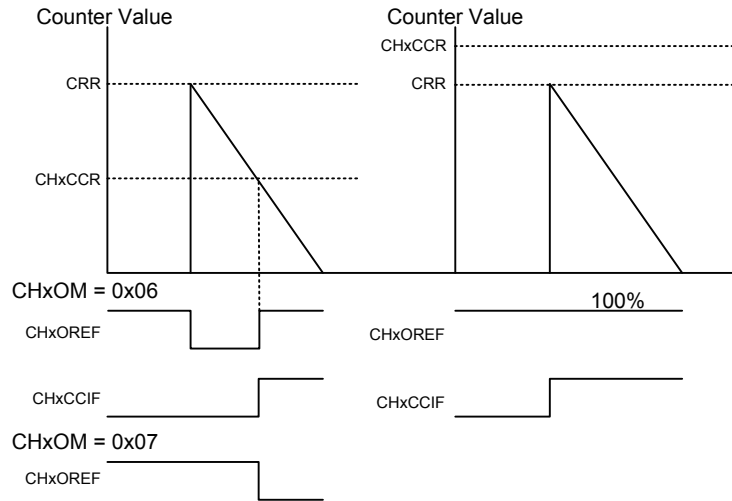 Counter Value
CRR
CHxCCR
CHxOM = 0x06
CHxOREF
CHxCCIF
CHxOM = 0x07
CHxOREF
Counter Value
CHxCCR
CRR
100%
CHxOREF
CHxCCIF